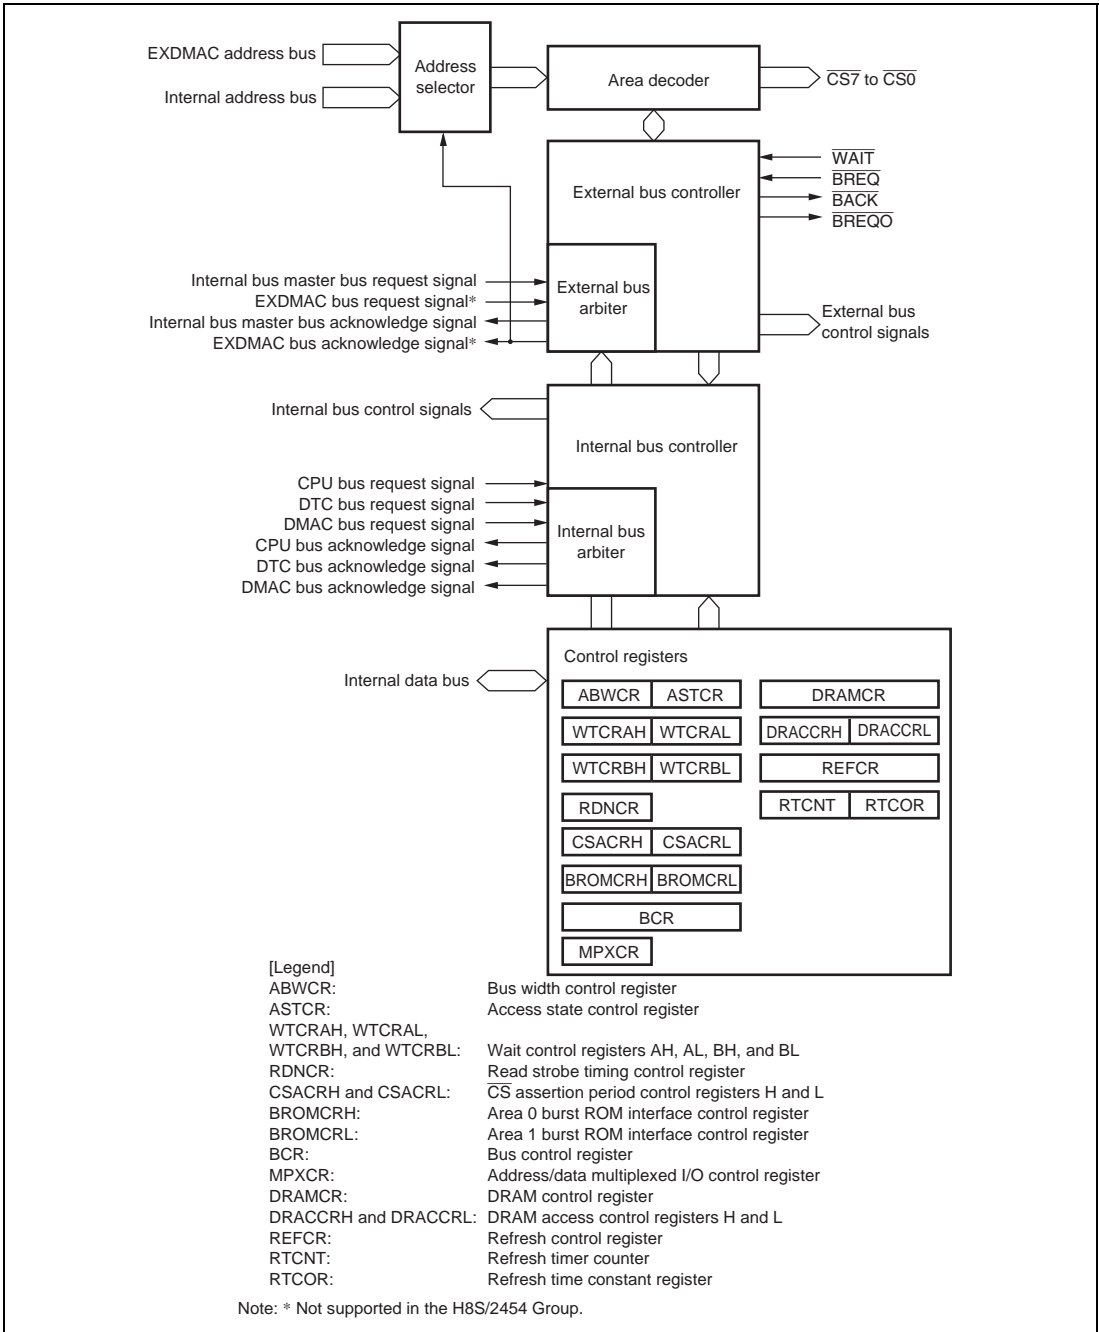 EXDMAC address bus
Internal address bus
Address
selector
Area decoder
CS7 to CS0
External bus controller
WAIT
BREQ
BACK
BREQO
Internal bus master bus request signal
EXDMAC bus request signal*
Internal bus master bus acknowledge signal
EXDMAC bus acknowledge signal*
External bus
arbiter
External bus
control signals
Internal bus control signals
Internal bus controller
CPU bus request signal
DTC bus request signal
DMAC bus request signal
CPU bus acknowledge signal
DTC bus acknowledge signal
DMAC bus acknowledge signal
Internal bus
arbiter
Internal data bus
Control registers
ABWCR ASTCR DRAMCR
WTCRAH WTCRAL DRACCRH DRACCRL
WTCRBH WTCRBL REFCR
RDNCR RTCNT RTCOR
CSACRH CSACRL
BROMCRH BROMCRL
BCR
MPXCR
[Legend]
ABWCR: Bus width control register
ASTCR: Access state control register
WTCRAH, WTCRAL,
WTCRBH, and WTCRBL: Wait control registers AH, AL, BH, and BL
RDNCR: Read strobe timing control register
CSACRH and CSACRL: CS assertion period control registers H and L
BROMCRH: Area 0 burst ROM interface control register
BROMCRL: Area 1 burst ROM interface control register
BCR: Bus control register
MPXCR: Address/data multiplexed I/O control register
DRAMCR: DRAM control register
DRACCRH and DRACCRL: DRAM access control registers H and L
REFCR: Refresh control register
RTCNT: Refresh timer counter
RTCOR: Refresh time constant register
Note: * Not supported in the H8S/2454 Group.